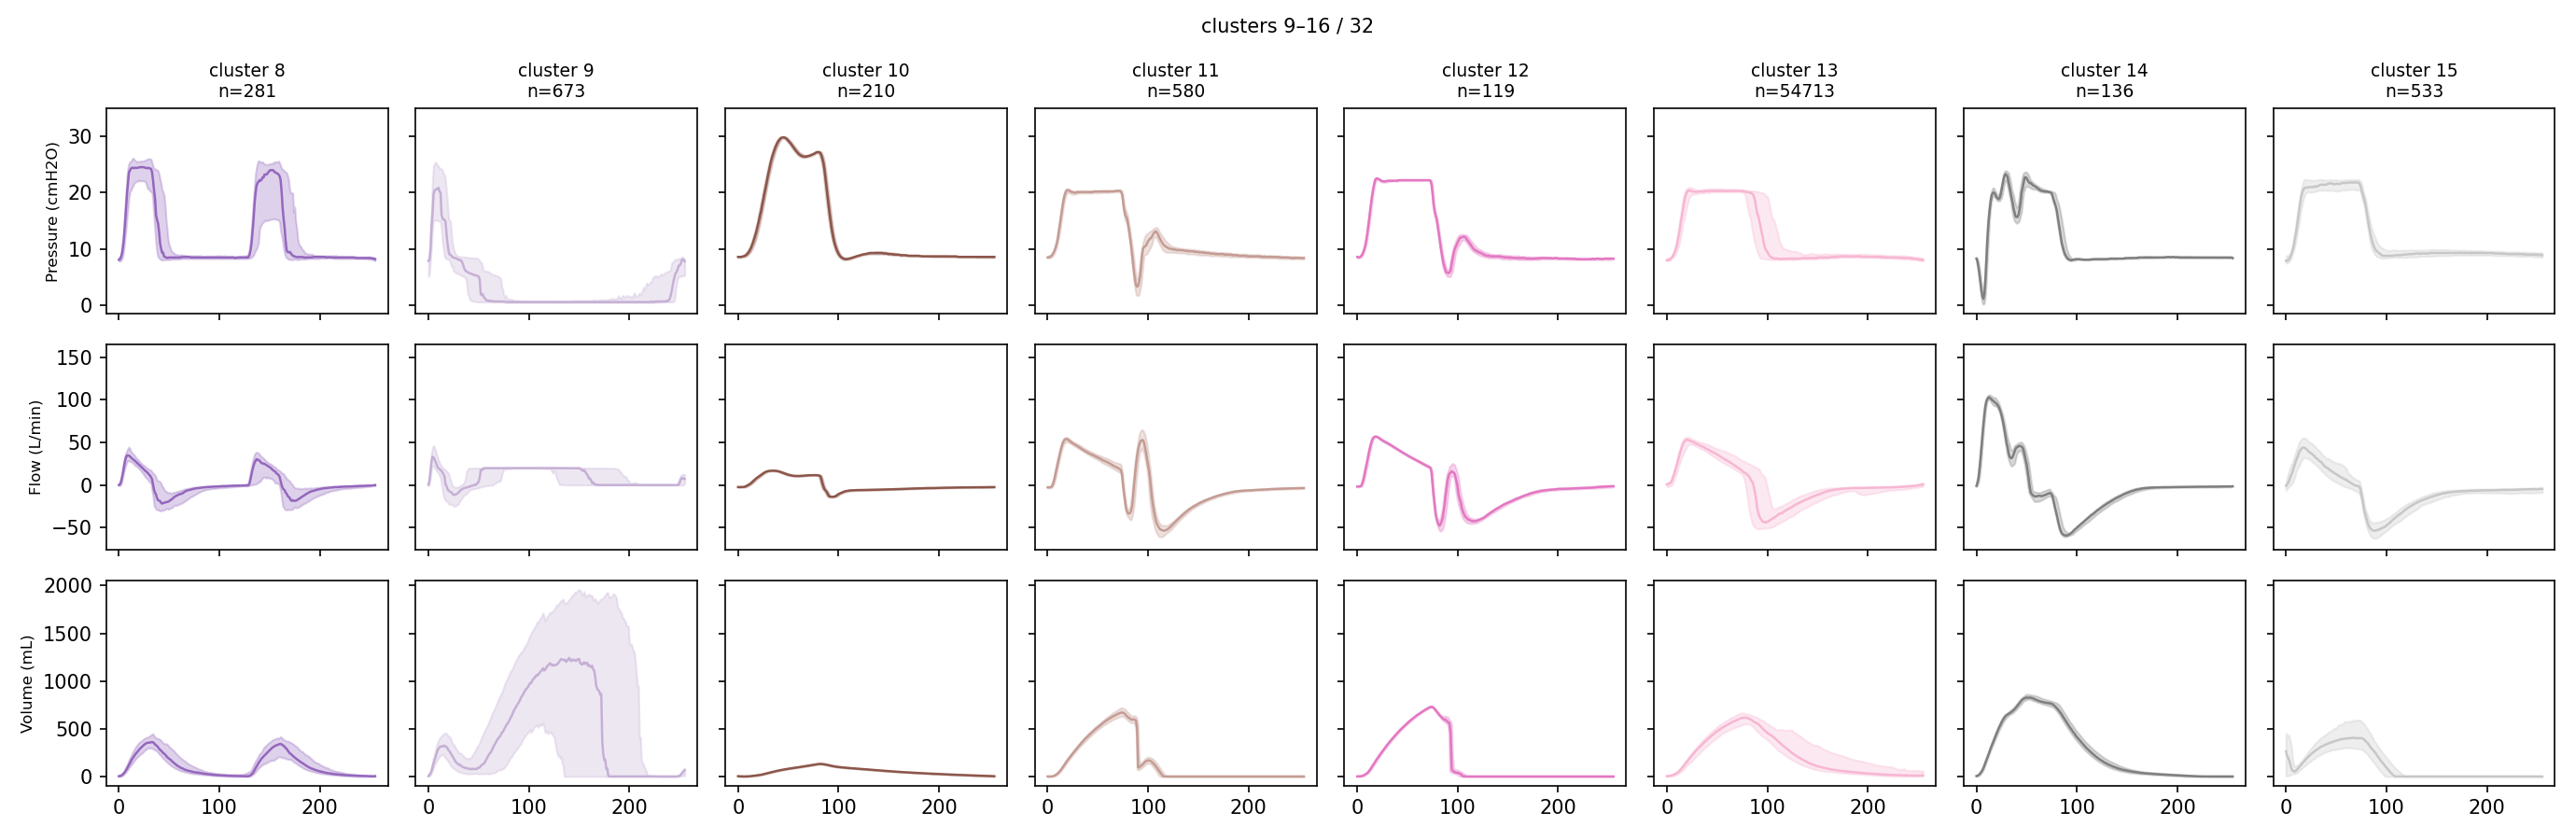 clusters 9–16 / 32
cluster 8
n=281
cluster 9
n=673
cluster 10
n=210
cluster 11
n=580
cluster 12
n=119
cluster 13
n=54713
cluster 14
n=136
cluster 15
n=533
Pressure (cmH2O)
30
20
10
0
Flow (L/min)
150
100
50
0
−50
Volume (mL)
2000
1500
1000
500
0
0 100 200 0 100 200 0 100 200 0 100 200 0 100 200 0 100 200 0 100 200 0 100 200